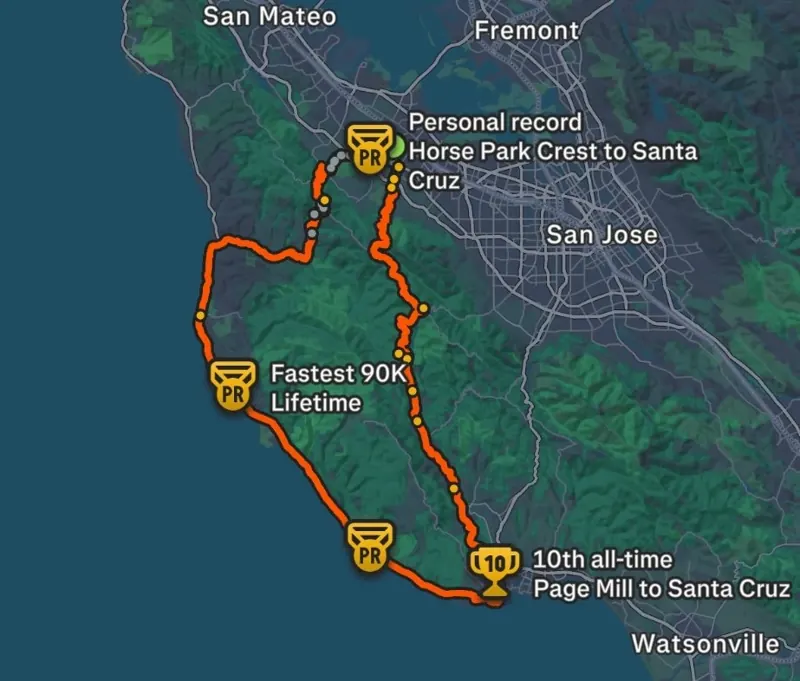 San Mateo
Fremont
Personal record
PR
Horse Park Crest to Santa
Cruz
San Jose
PR
Fastest 90K
Lifetime
PR
10
10th all-time
Page Mill to Santa Cruz
Watsonville